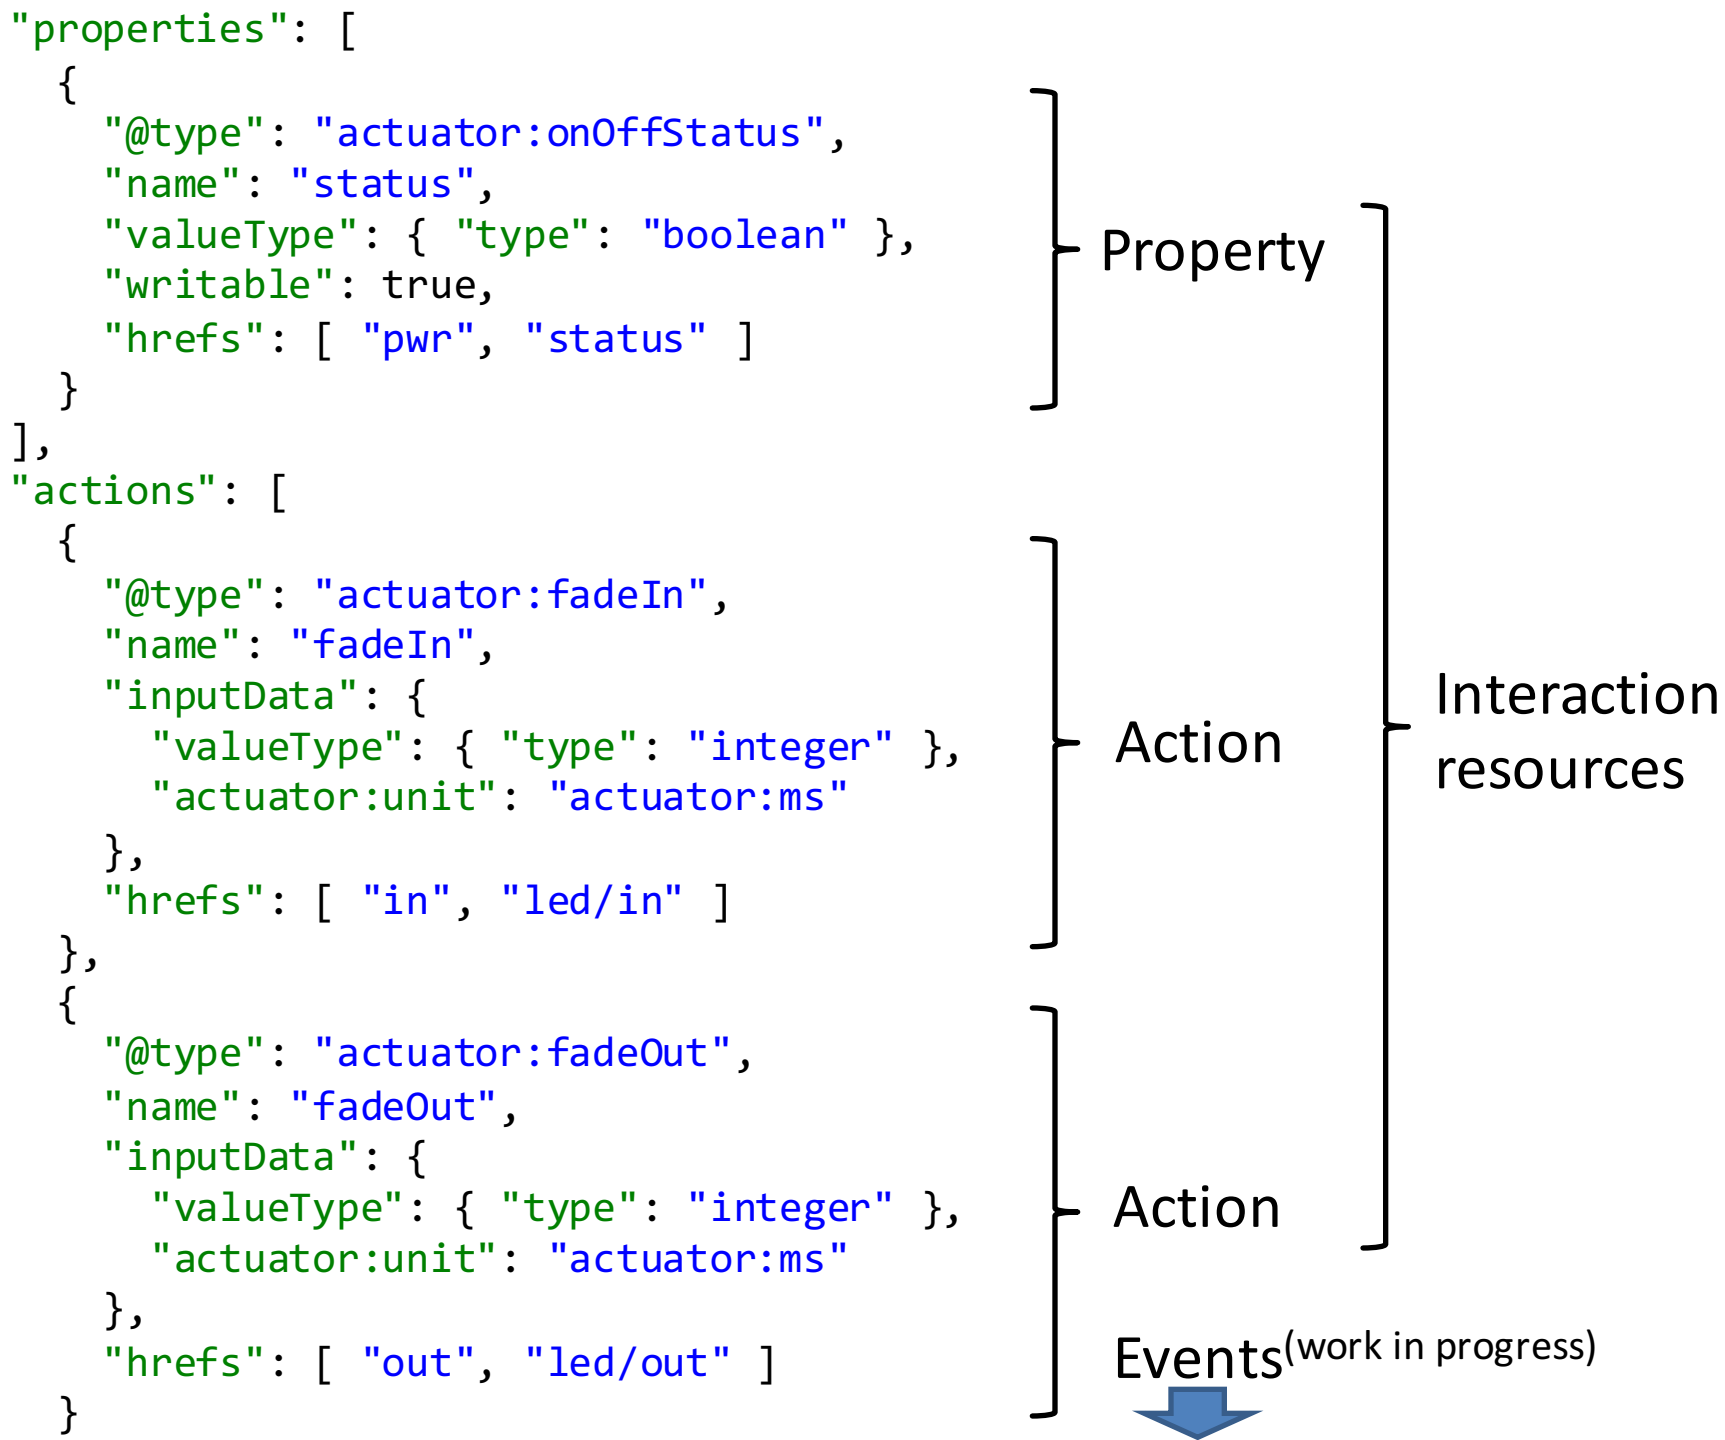 "properties": [
  {
    "@type": "actuator:onOffStatus",
    "name": "status",
    "valueType": { "type": "boolean" },
    "writable": true,
    "hrefs": [ "pwr", "status" ]
  }
],
"actions": [
  {
    "@type": "actuator:fadeIn",
    "name": "fadeIn",
    "inputData": {
      "valueType": { "type": "integer" },
      "actuator:unit": "actuator:ms"
    },
    "hrefs": [ "in", "led/in" ]
  },
  {
    "@type": "actuator:fadeOut",
    "name": "fadeOut",
    "inputData": {
      "valueType": { "type": "integer" },
      "actuator:unit": "actuator:ms"
    },
    "hrefs": [ "out", "led/out" ]
  }
Property
Action
Action
Events(work in progress)
Interaction
resources